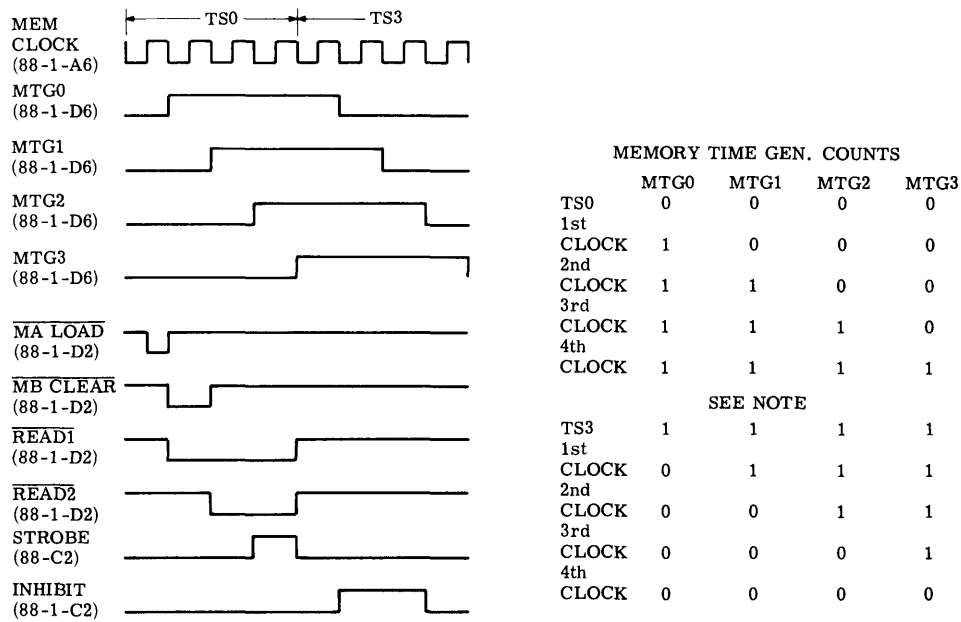 TS0 TS3
MEM
CLOCK
(88-1-A6)
MTG0
(88-1-D6)
MTG1
(88-1-D6)
MTG2
(88-1-D6)
MTG3
(88-1-D6)
MA LOAD
(88-1-D2)
MB CLEAR
(88-1-D2)
READ1
(88-1-D2)
READ2
(88-1-D2)
STROBE
(88-C2)
INHIBIT
(88-1-C2)
MEMORY TIME GEN. COUNTS
MTG0 MTG1 MTG2 MTG3
TS0 0 0 0 0
1st
CLOCK 1 0 0 0
2nd
CLOCK 1 1 0 0
3rd
CLOCK 1 1 1 0
4th
CLOCK 1 1 1 1
SEE NOTE
TS3 1 1 1 1
1st
CLOCK 0 1 1 1
2nd
CLOCK 0 0 1 1
3rd
CLOCK 0 0 0 1
4th
CLOCK 0 0 0 0